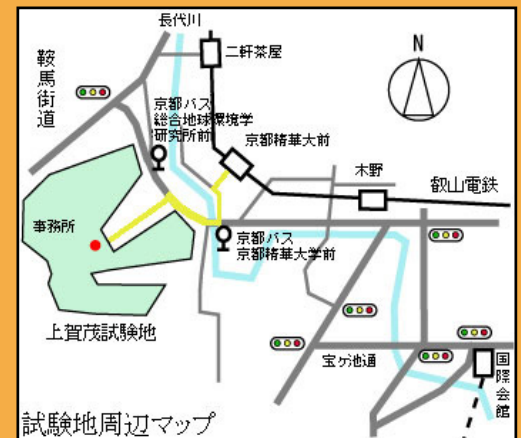 長代川
二軒茶屋
N
鞍馬街道
京都バス
総合地球環境学
研究所前
京都精華大前
木野
叡山電鉄
事務所
京都バス
京都精華大学前
上賀茂試験地
宝ケ池通
国際会館
試験地周辺マップ